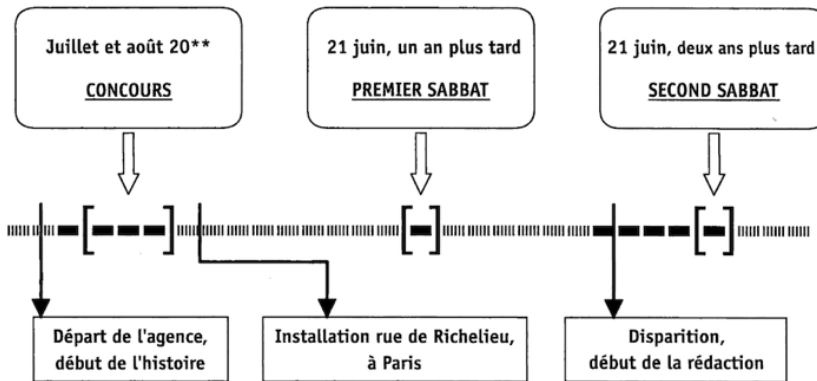 Juillet et août 20**
CONCOURS
21 juin, un an plus tard
PREMIER SABBAT
21 juin, deux ans plus tard
SECOND SABBAT
Départ de l'agence,
début de l'histoire
Installation rue de Richelieu,
à Paris
Disparition,
début de la rédaction